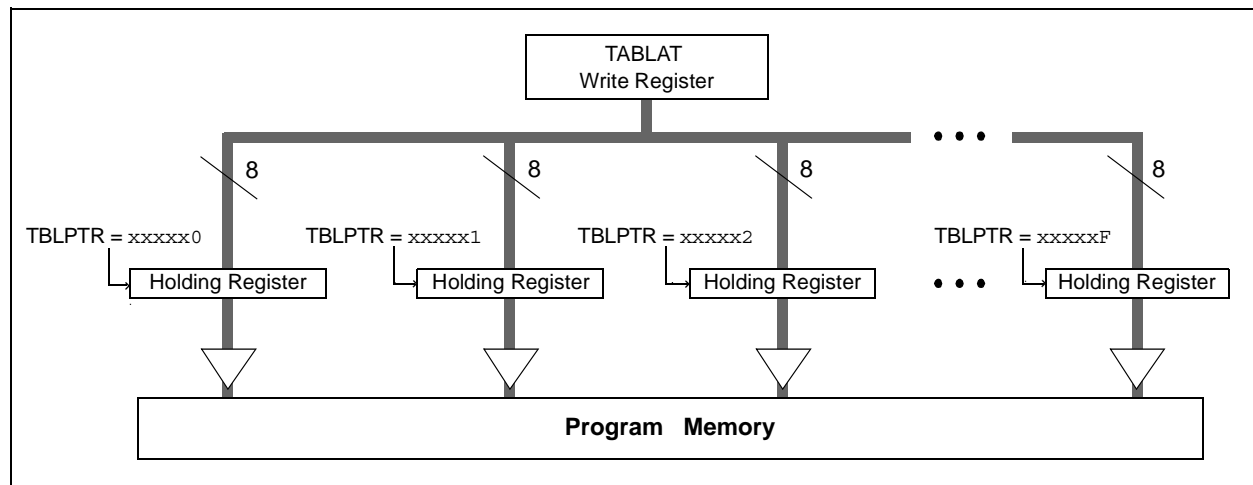 TABLAT
Write Register
8 8 8 8
TBLPTR = xxxxx0 TBLPTR = xxxxx1 TBLPTR = xxxxx2 TBLPTR = xxxxxF
Holding Register Holding Register Holding Register Holding Register
Program Memory